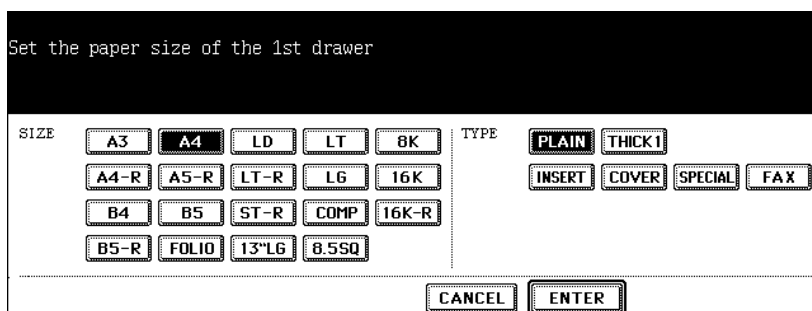 Set the paper size of the 1st drawer
SIZE A3 A4 LD LT 8K TYPE PLAIN THICK1
A4-R A5-R LT-R LG 16K INSERT COVER SPECIAL FAX
B4 B5 ST-R COMP 16K-R
B5-R FOLIO 13"LG 8.5SQ
CANCEL ENTER